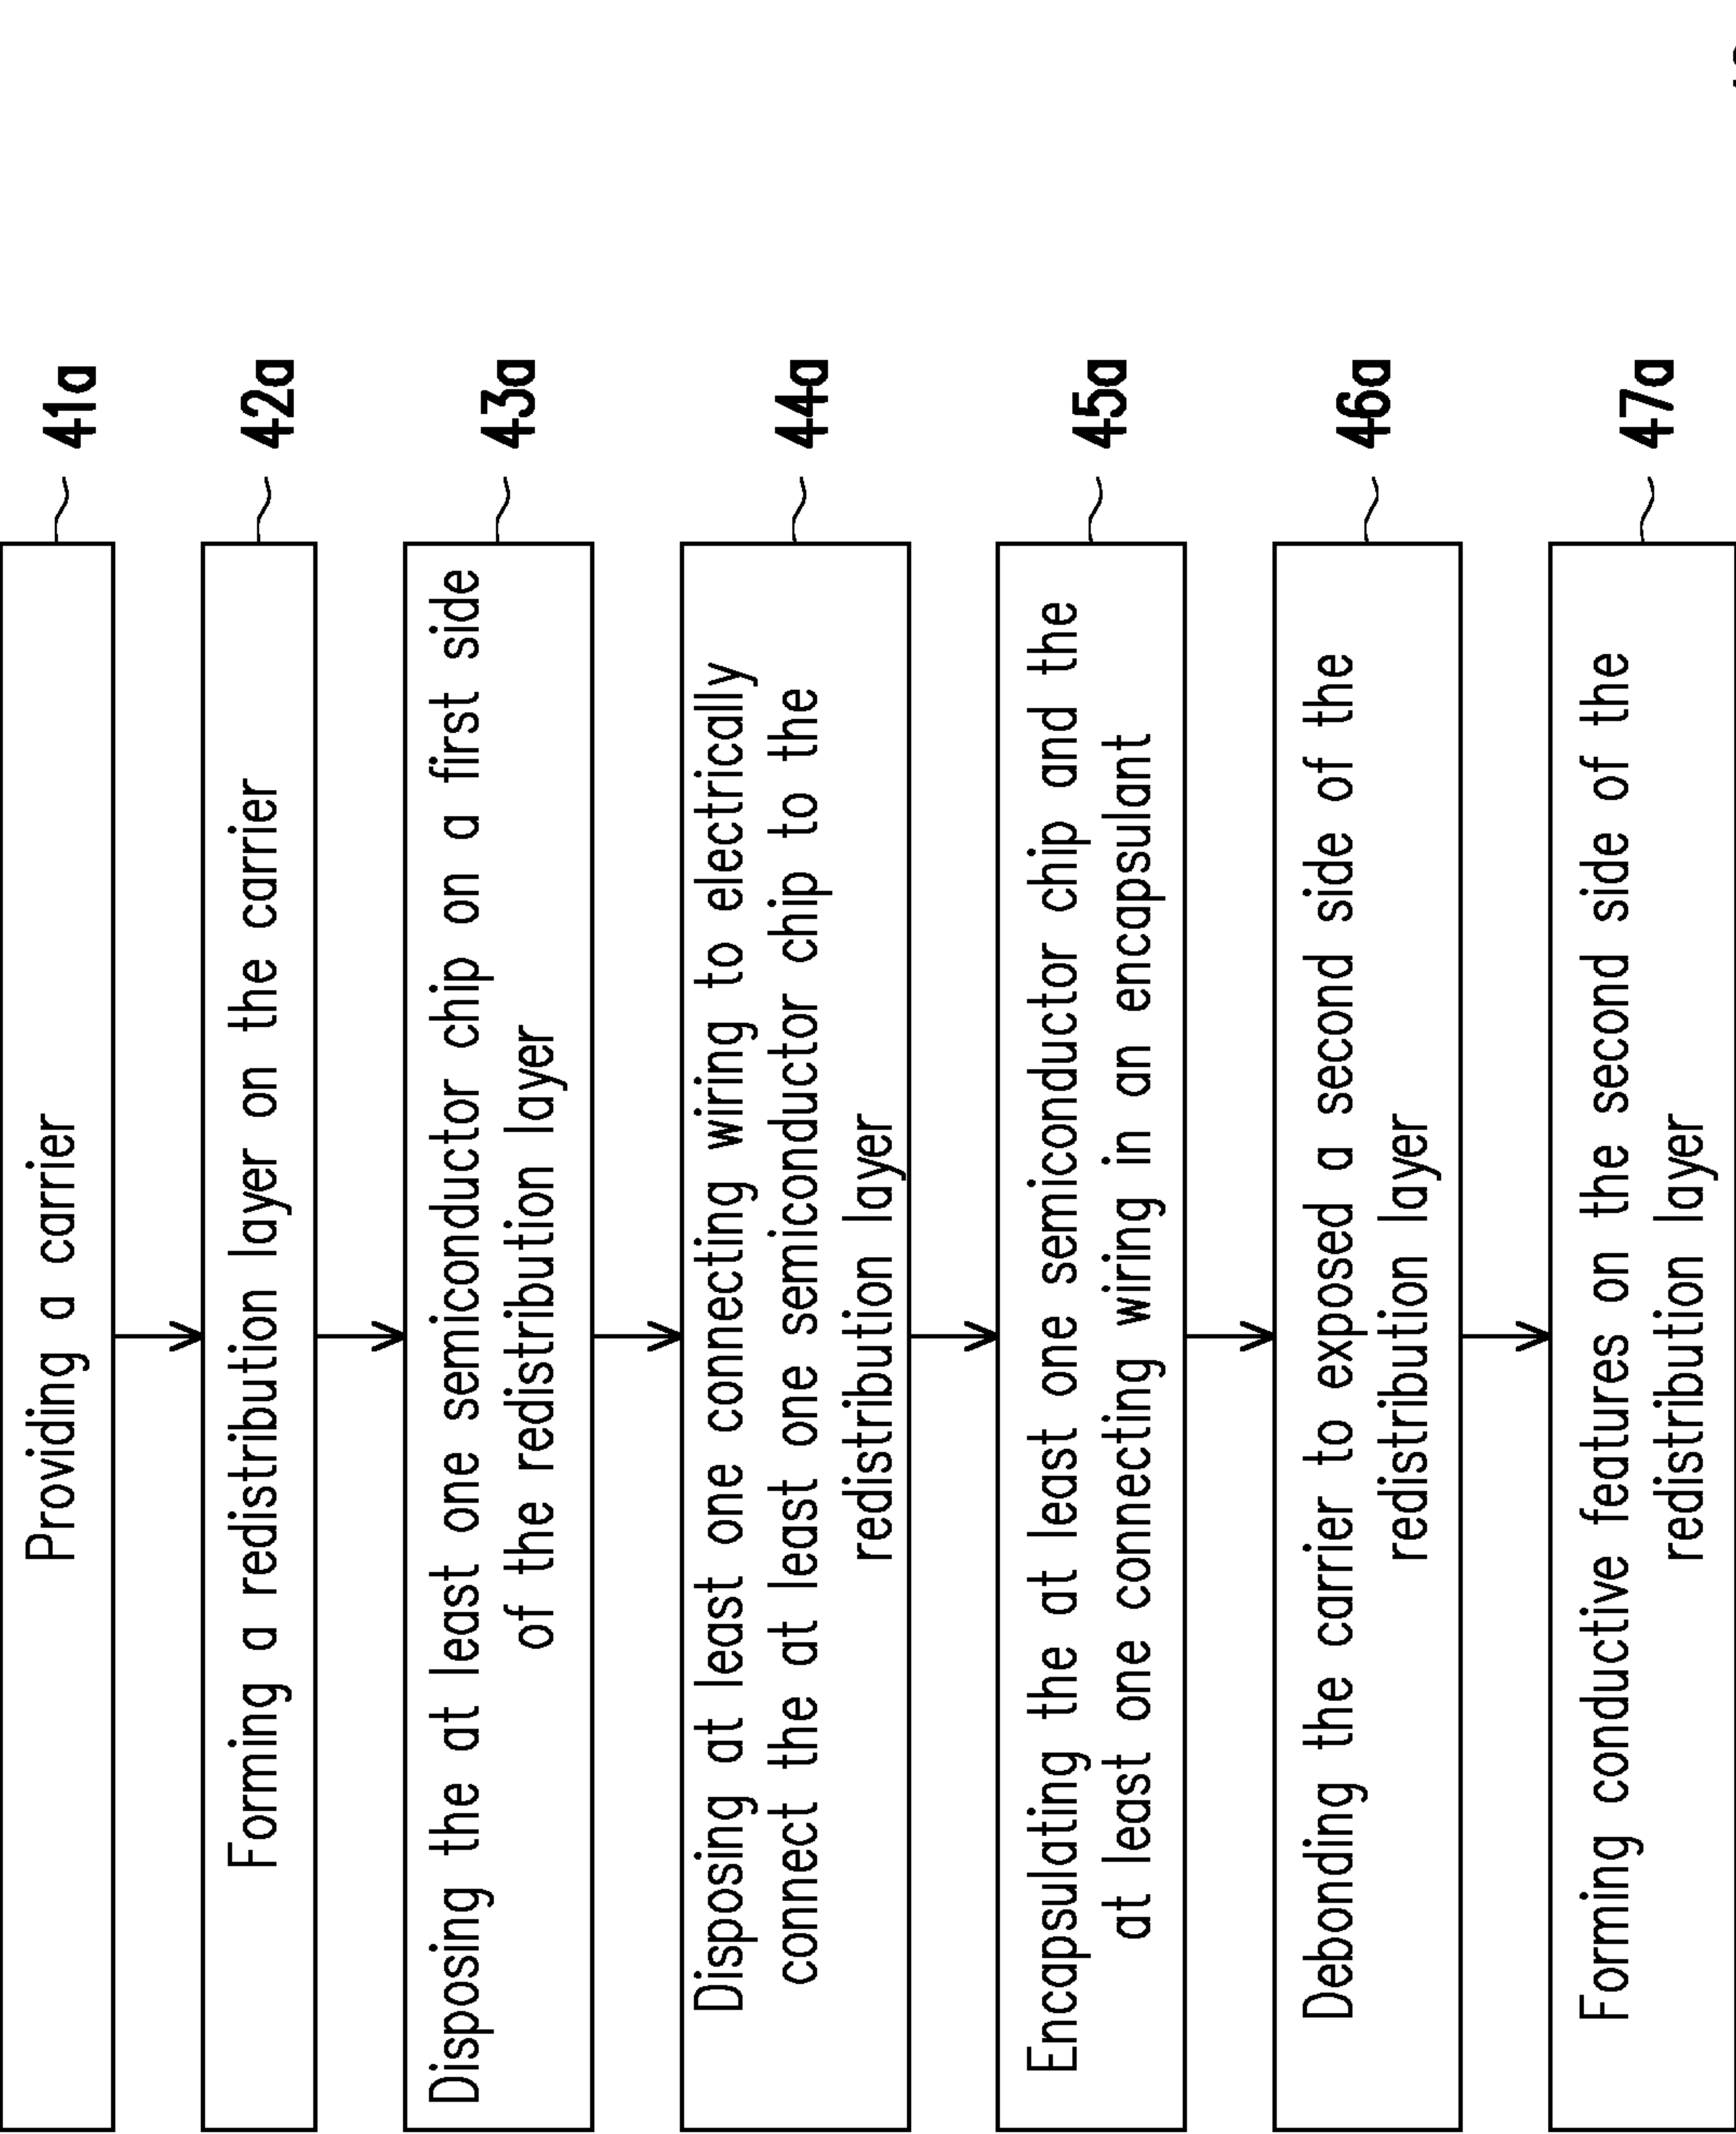 Providing a carrier
41a
Forming a redistribution layer on the carrier
42a
Disposing the at least one semiconductor chip on a first side
of the redistribution layer
43a
Disposing at least one connecting wiring to electrically
connect the at least one semiconductor chip to the
redistribution layer
44a
Encapsulating the at least one semiconductor chip and the
at least one connecting wiring in an encapsulant
45a
Debonding the carrier to exposed a second side of the
redistribution layer
46a
Forming conductive features on the second side of the
redistribution layer
47a